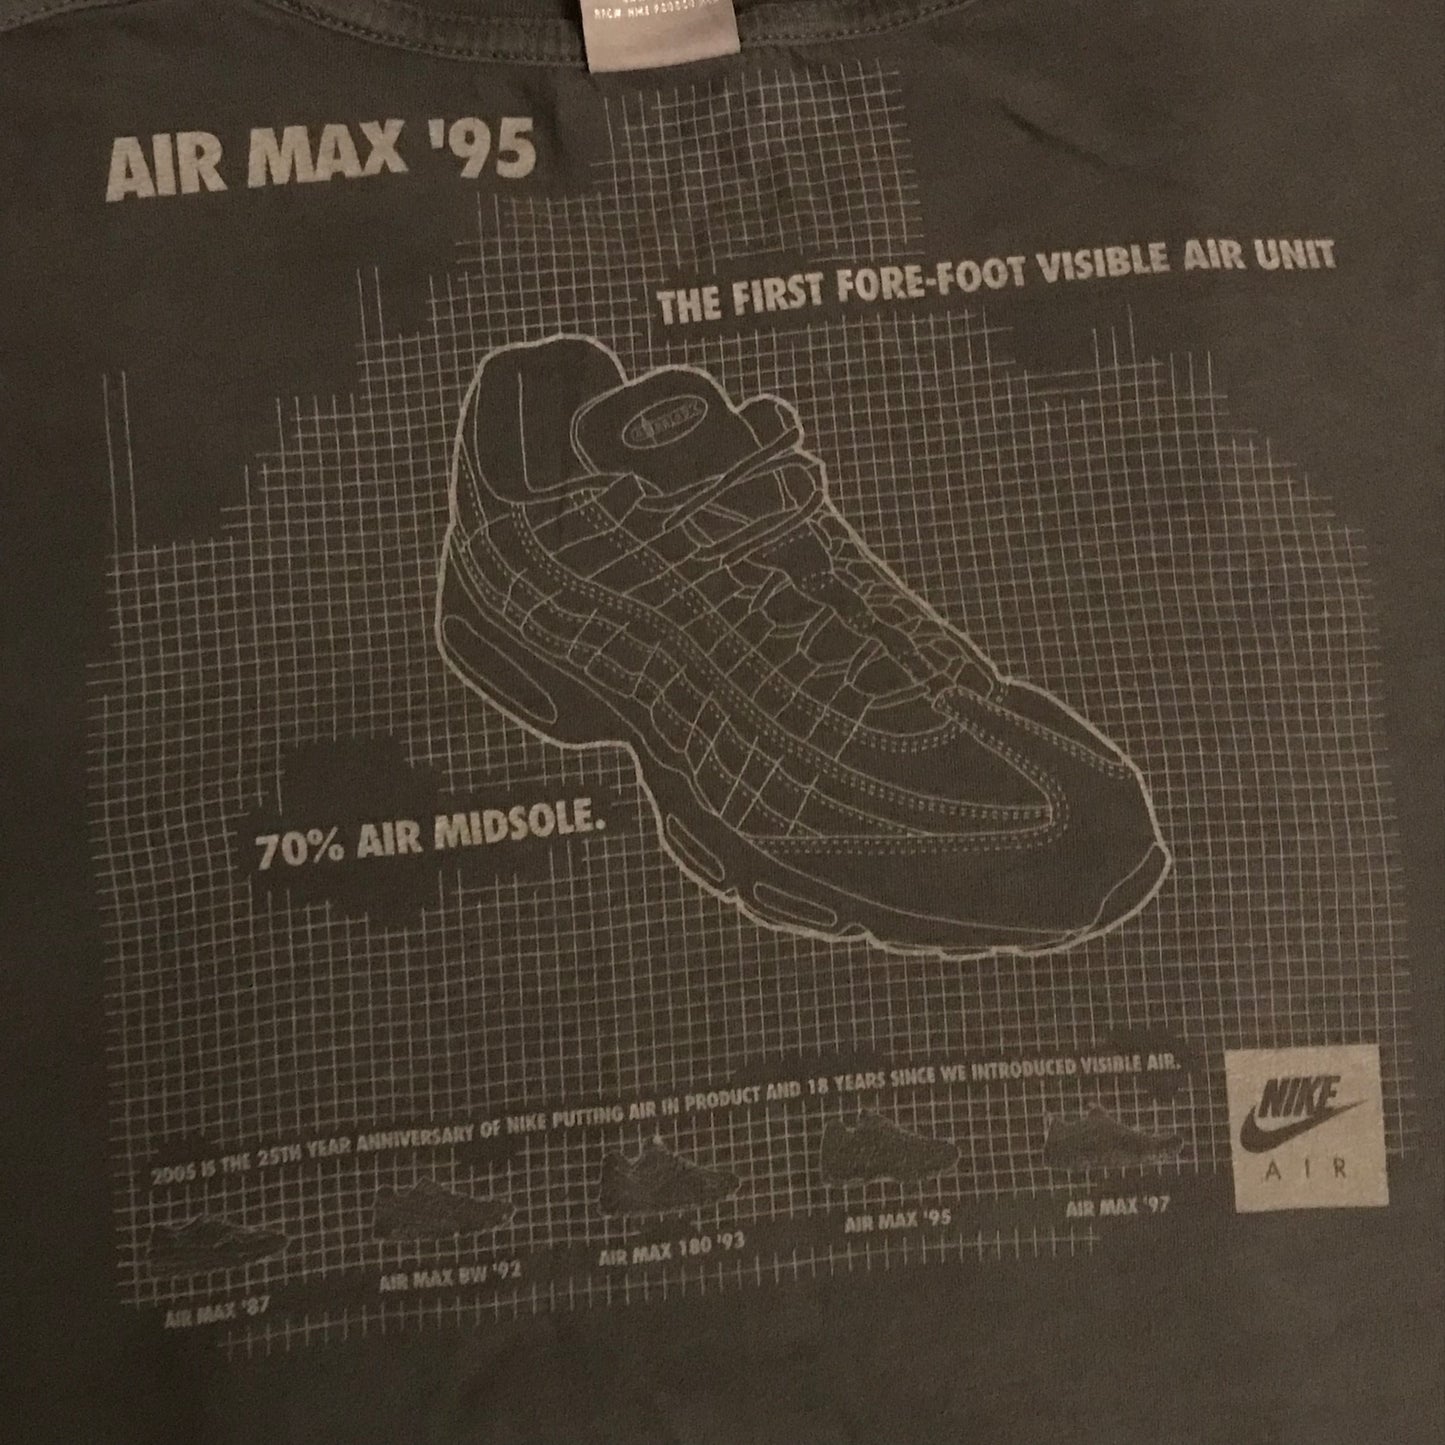 AIR MAX '95
THE FIRST FORE-FOOT VISIBLE AIR UNIT
70% AIR MIDSOLE.
2005 IS THE 25TH YEAR ANNIVERSARY OF NIKE PUTTING AIR IN PRODUCT AND 18 YEARS SINCE WE INTRODUCED VISIBLE AIR.
AIR MAX '87
AIR MAX BW '92
AIR MAX 180 '93
AIR MAX '95
AIR MAX '97
NIKE
AIR